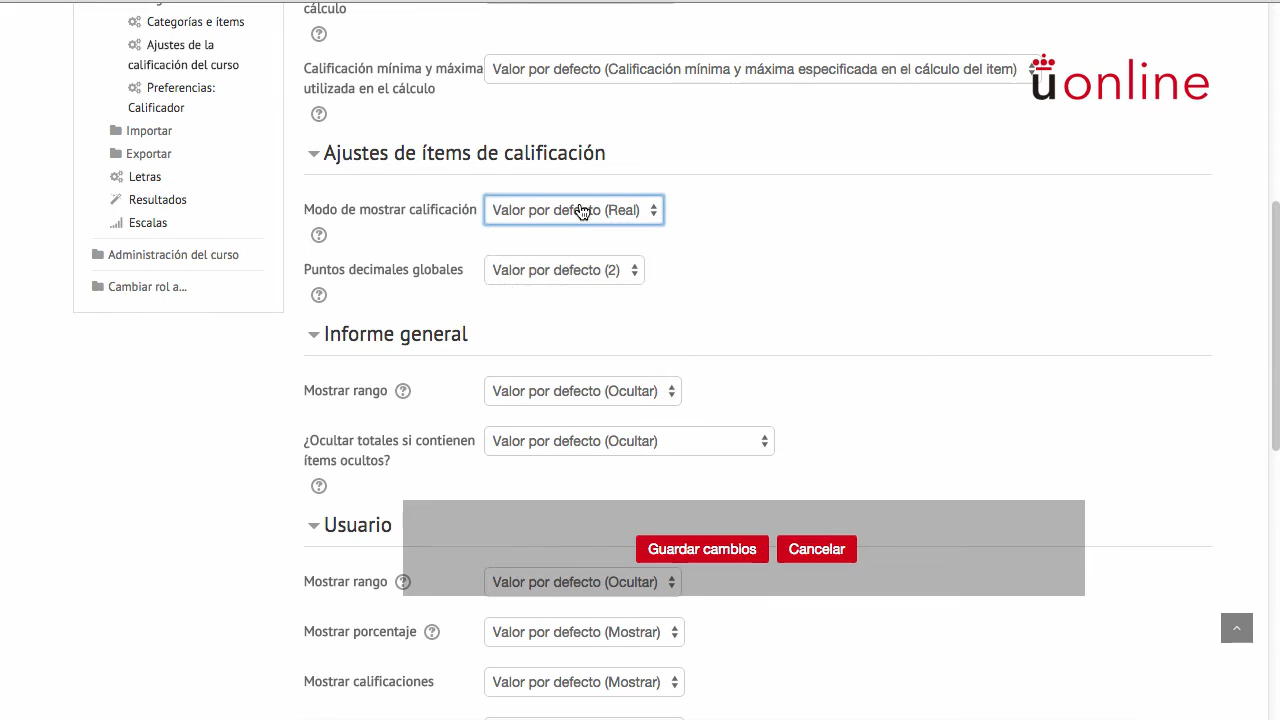 Categorías e ítems
Ajustes de la
calificación del curso
Preferencias:
Calificador
Importar
Exportar
Letras
Resultados
Escalas
Administración del curso
Cambiar rol a...
cálculo
Calificación mínima y máxima
utilizada en el cálculo
Valor por defecto (Calificación mínima y máxima especificada en el cálculo del item)
uonline
Ajustes de ítems de calificación
Modo de mostrar calificación
Valor por defecto (Real)
Puntos decimales globales
Valor por defecto (2)
Informe general
Mostrar rango
Valor por defecto (Ocultar)
¿Ocultar totales si contienen
ítems ocultos?
Valor por defecto (Ocultar)
Usuario
Guardar cambios
Cancelar
Mostrar rango
Valor por defecto (Ocultar)
Mostrar porcentaje
Valor por defecto (Mostrar)
Mostrar calificaciones
Valor por defecto (Mostrar)